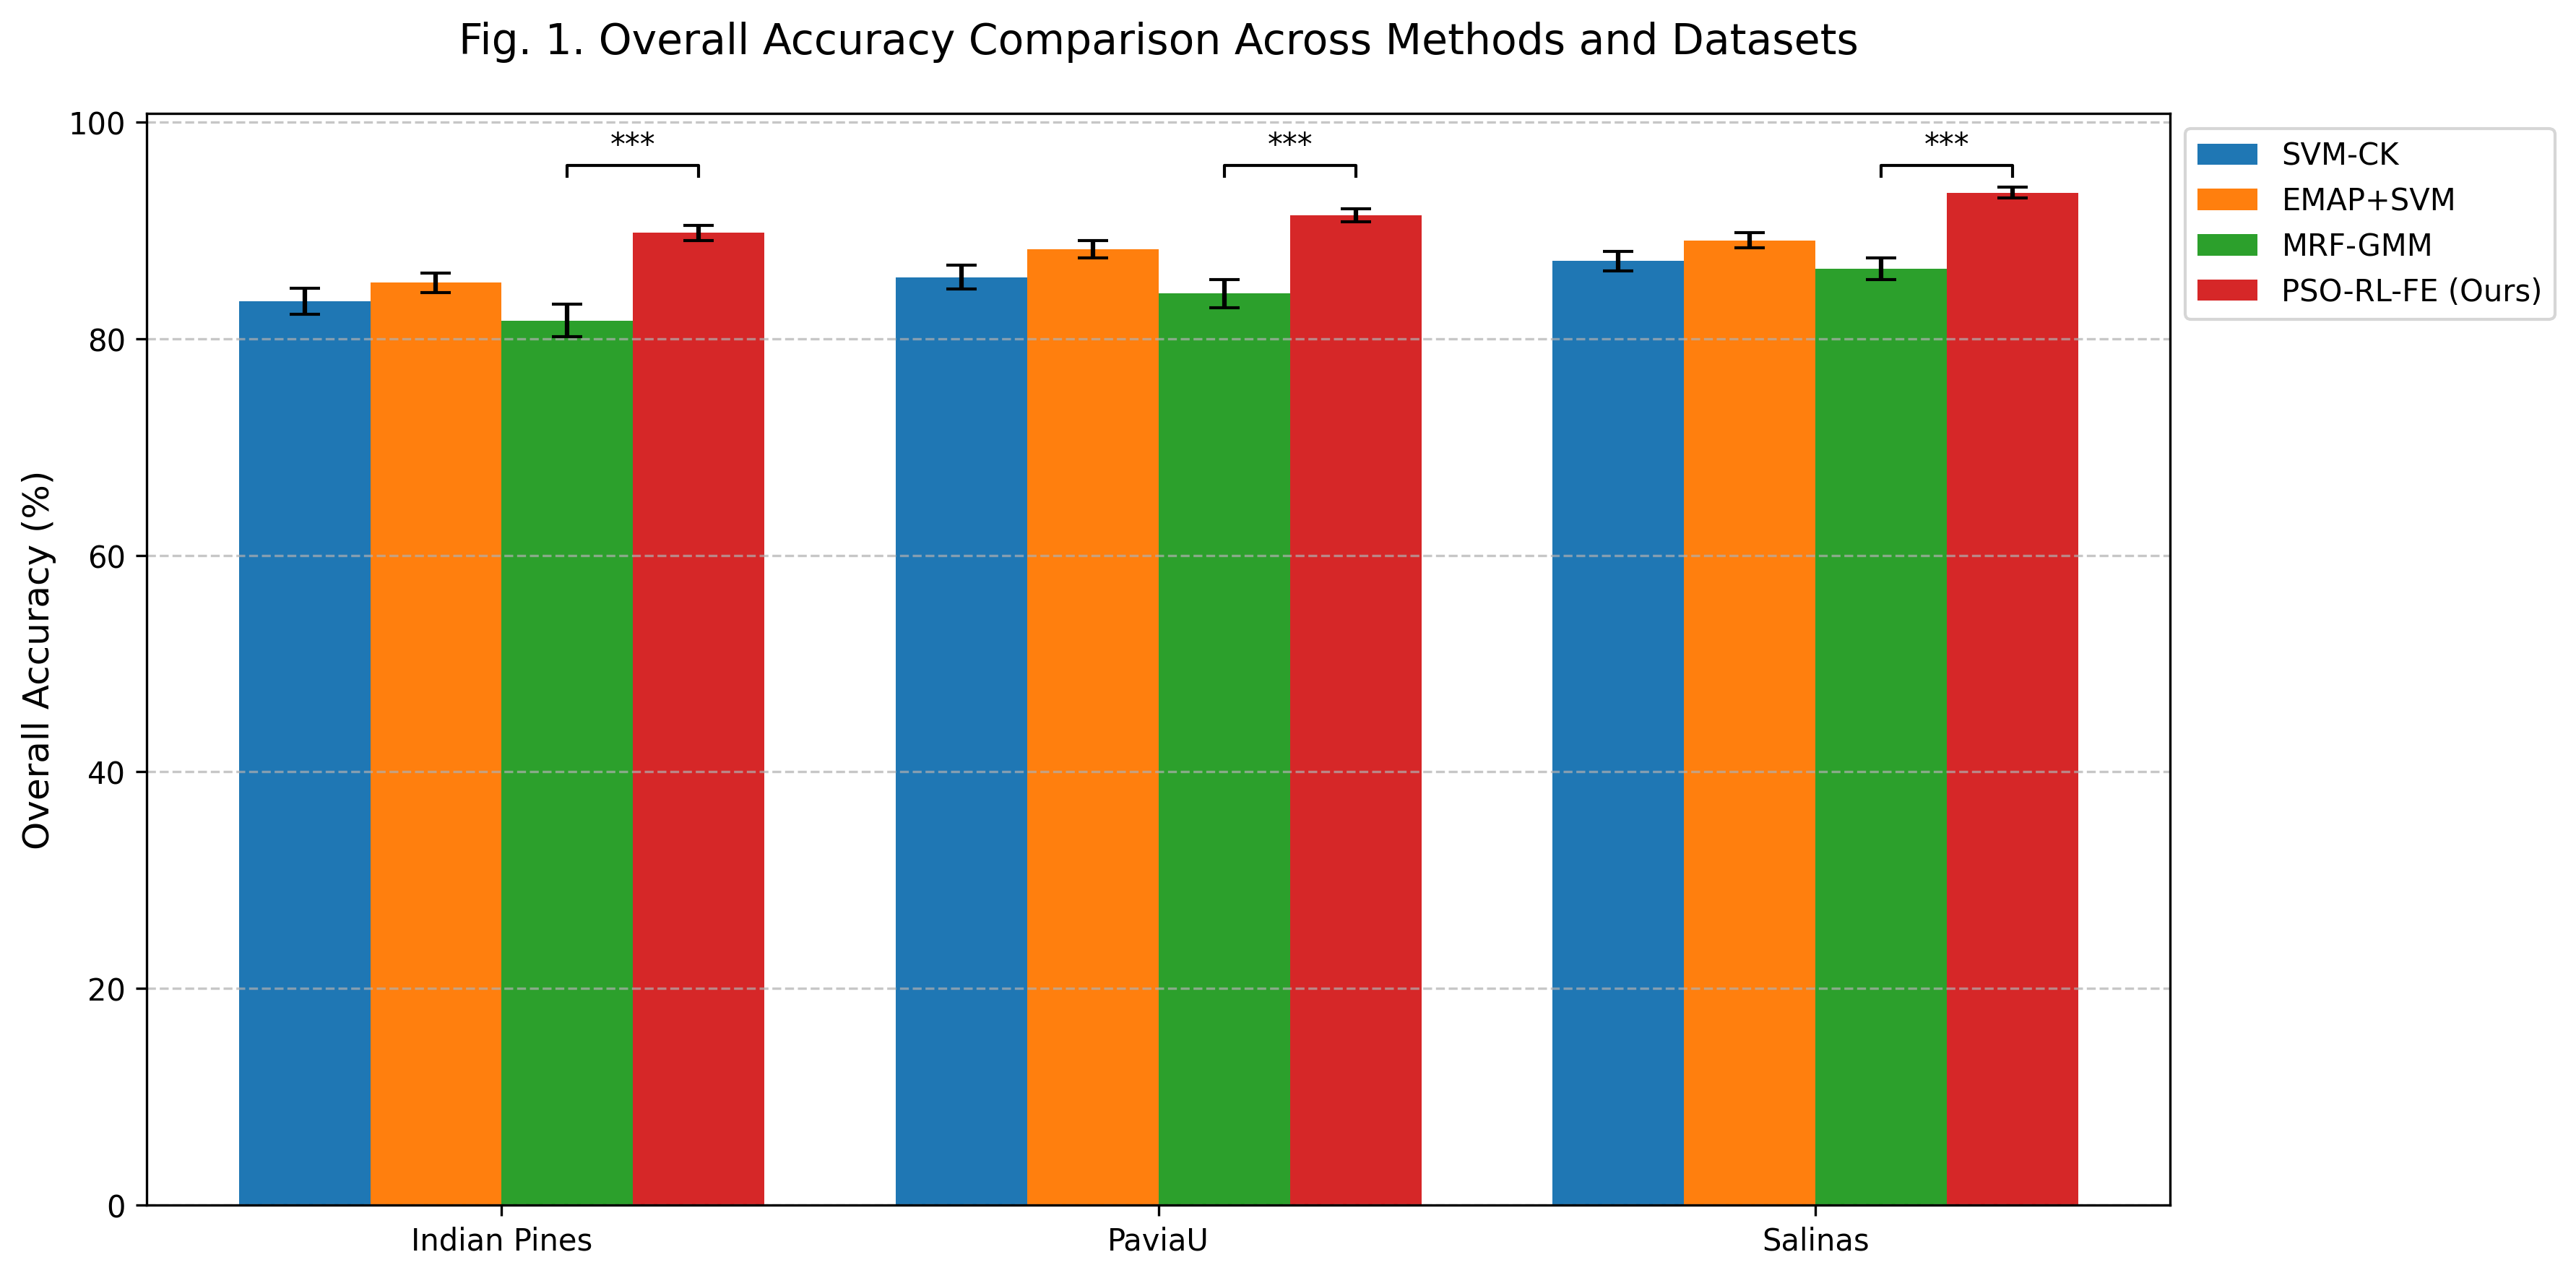 Fig. 1. Overall Accuracy Comparison Across Methods and Datasets
100
80
60
40
20
0
Overall Accuracy (%)
***
***
***
Indian Pines
PaviaU
Salinas
SVM-CK
EMAP+SVM
MRF-GMM
PSO-RL-FE (Ours)